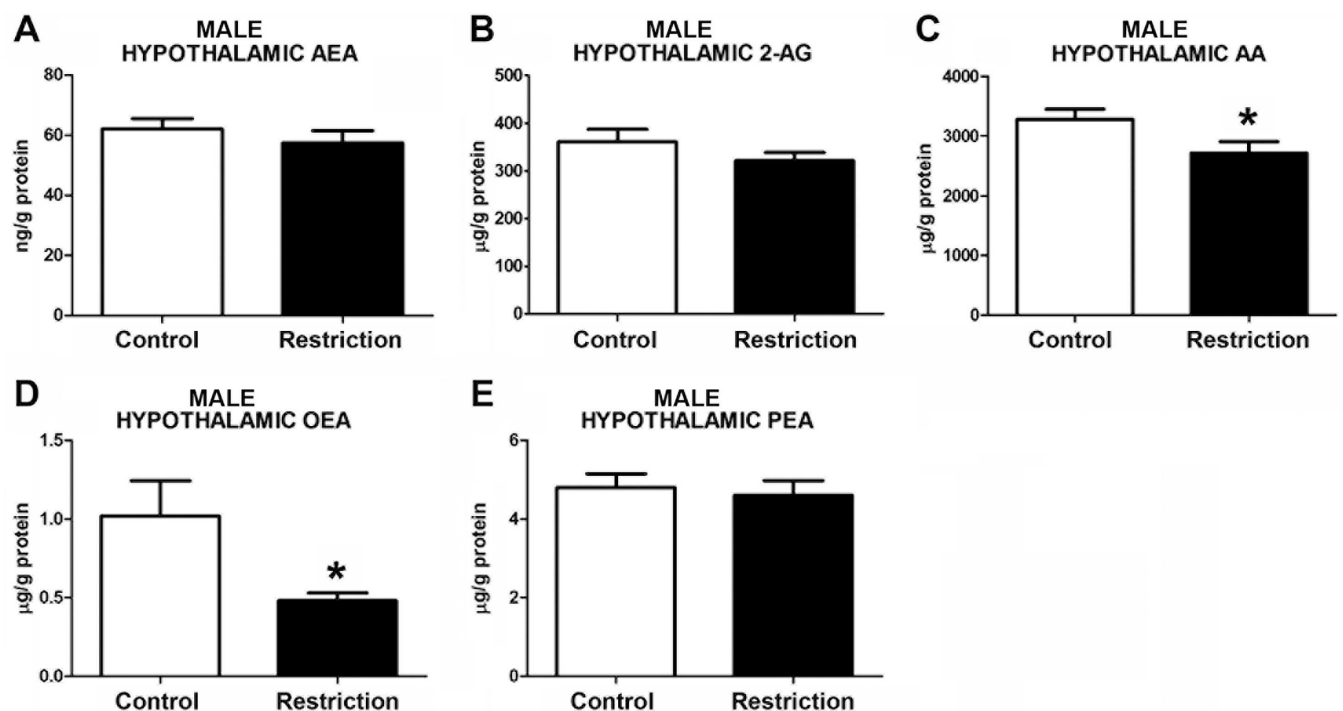 A
MALE
HYPOTHALAMIC AEA
80
60
40
20
0
ng/g protein
Control
Restriction
B
MALE
HYPOTHALAMIC 2-AG
500
400
300
200
100
0
µg/g protein
Control
Restriction
C
MALE
HYPOTHALAMIC AA
4000
3000
2000
1000
0
µg/g protein
*
Control
Restriction
D
MALE
HYPOTHALAMIC OEA
1.5
1.0
0.5
0.0
µg/g protein
*
Control
Restriction
E
MALE
HYPOTHALAMIC PEA
6
4
2
0
µg/g protein
Control
Restriction